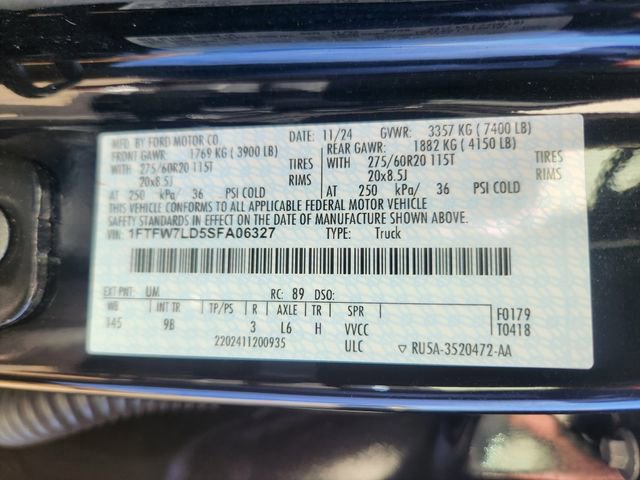 MFD. BY FORD MOTOR CO. DATE: 11/24 GVWR: 3357 KG ( 7400 LB)
FRONT GAWR: 1769 KG ( 3900 LB) REAR GAWR: 1882 KG ( 4150 LB)
WITH 275/60R20 115T TIRES WITH 275/60R20 115T TIRES
20x8.5J RIMS 20x8.5J RIMS
AT 250 kPa/ 36 PSI COLD AT 250 kPa/ 36 PSI COLD
THIS VEHICLE CONFORMS TO ALL APPLICABLE FEDERAL MOTOR VEHICLE
SAFETY STANDARDS IN EFFECT ON THE DATE OF MANUFACTURE SHOWN ABOVE.
VIN: 1FTFW7LD5SFA06327 TYPE: Truck
EXT PNT: UM RC: 89 DSO:
WB INT TR TP/PS R AXLE TR SPR F0179
145 9B 3 L6 H VVCC T0418
2202411200935 ULC RU5A-3520472-AA